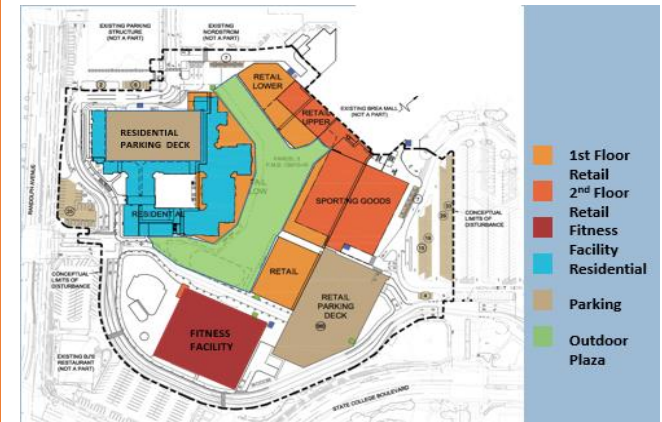 EXISTING PARKING
STRUCTURE
(NOT A PART)
EXISTING
NORDSTROM
(NOT A PART)
RETAIL
LOWER
RETAIL
UPPER
EXISTING BREA MALL
(NOT A PART)
RESIDENTIAL
PARKING DECK
RANDOLPH AVENUE
SPORTING GOODS
RESIDENTIAL
CONCEPTUAL
LIMITS OF
DISTURBANCE
CONCEPTUAL
LIMITS OF
DISTURBANCE
RETAIL
RETAIL
PARKING
DECK
FITNESS
FACILITY
EXISTING BJ'S
RESTAURANT
(NOT A PART)
STATE COLLEGE BOULEVARD
1st Floor
Retail
2nd Floor
Retail
Fitness
Facility
Residential
Parking
Outdoor
Plaza